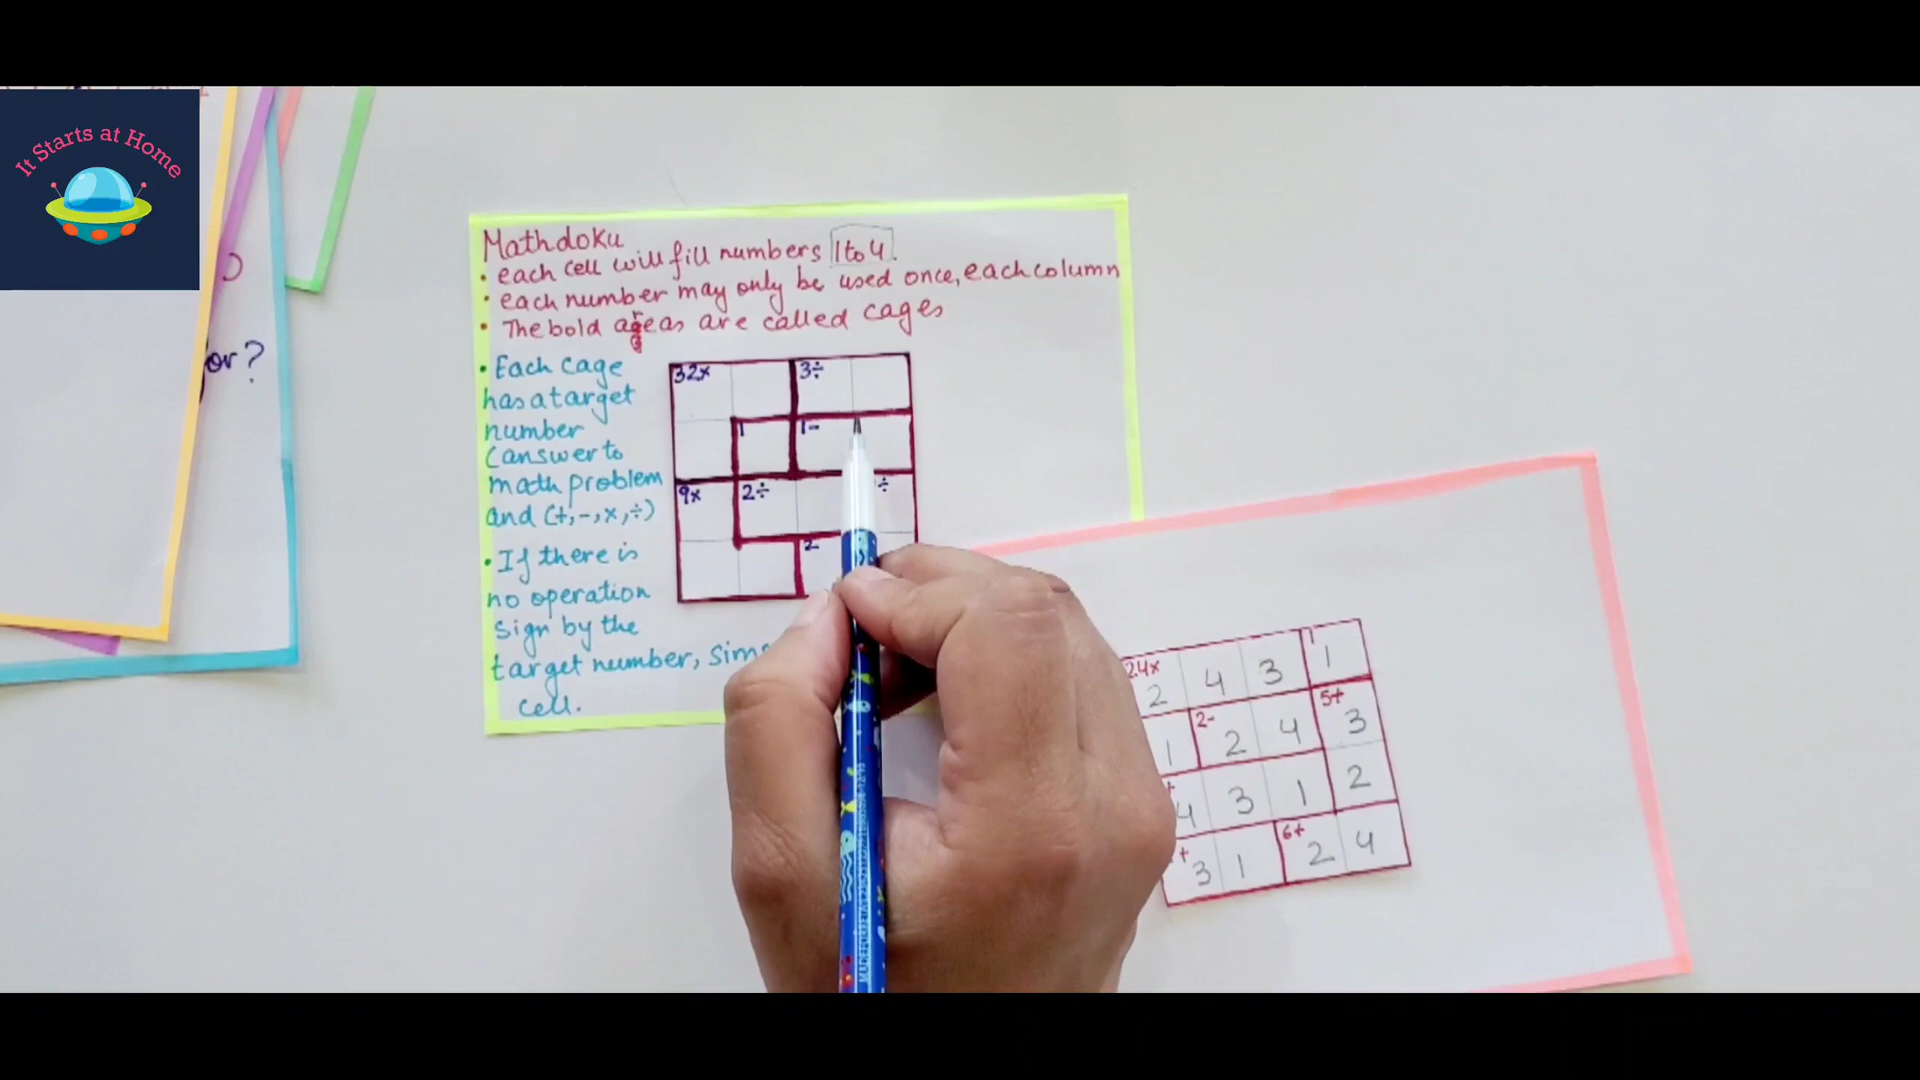 It Starts at Home
or?
Mathdoku
• each cell will fill numbers 1 to 4.
• each number may only be used once, each column
• The bold areas are called cages
• Each cage
has a target
number
(answer to
math problem
and (+, -, x, ÷)
• If there is
no operation
sign by the
target number,
cell.
32x 3÷
1 1-
9x 2÷ ÷
2
24x 2 4 3 1 1
1 2- 2 4 5+ 3
4 3 1 2
+ 3 1 6+ 2 4